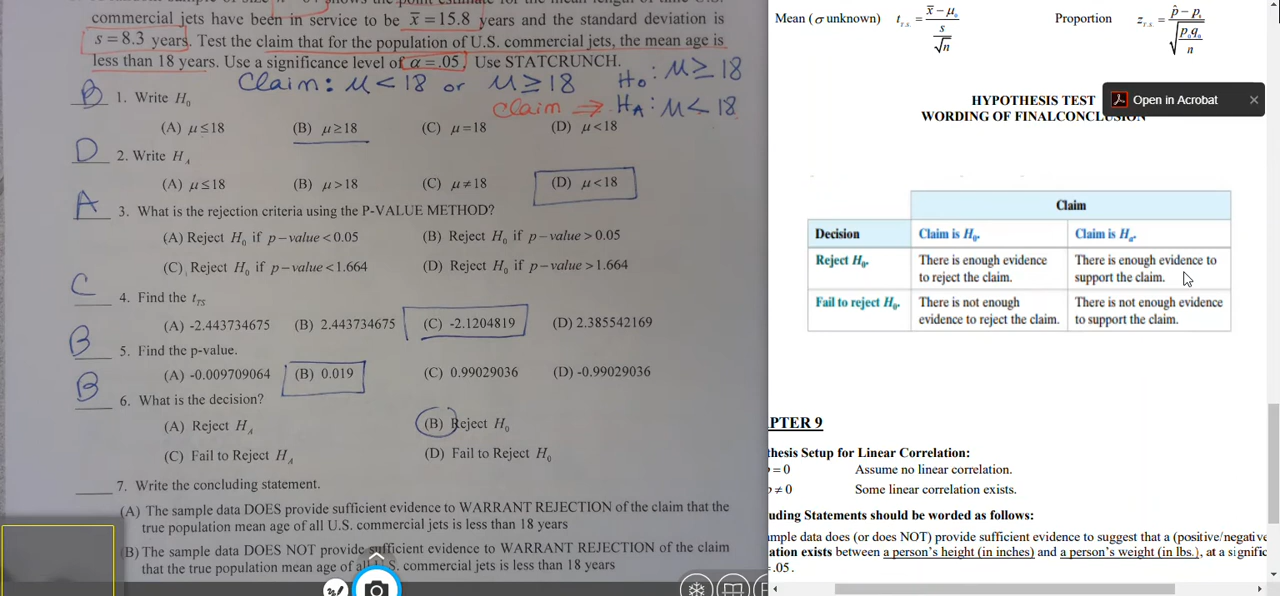 commercial jets have been in service to be x̄ = 15.8 years and the standard deviation is
s = 8.3 years. Test the claim that for the population of U.S. commercial jets, the mean age is
less than 18 years. Use a significance level of α = .05. Use STATCRUNCH.
Claim: μ < 18 or μ ≥ 18
H₀: μ ≥ 18
claim ⇒ H_A: μ < 18
B 1. Write H₀
(A) μ≤18 (B) μ≥18 (C) μ=18 (D) μ<18
D 2. Write H_A
(A) μ≤18 (B) μ>18 (C) μ≠18 (D) μ<18
A 3. What is the rejection criteria using the P-VALUE METHOD?
(A) Reject H₀ if p-value<0.05 (B) Reject H₀ if p-value>0.05
(C) Reject H₀ if p-value<1.664 (D) Reject H₀ if p-value>1.664
C 4. Find the t_TS
(A) -2.443734675 (B) 2.443734675 (C) -2.1204819 (D) 2.385542169
B 5. Find the p-value.
(A) -0.009709064 (B) 0.019 (C) 0.99029036 (D) -0.99029036
B 6. What is the decision?
(A) Reject H_A (B) Reject H₀
(C) Fail to Reject H_A (D) Fail to Reject H₀
7. Write the concluding statement.
(A) The sample data DOES provide sufficient evidence to WARRANT REJECTION of the claim that the
true population mean age of all U.S. commercial jets is less than 18 years
(B) The sample data DOES NOT provide sufficient evidence to WARRANT REJECTION of the claim
that the true population mean age of all commercial jets is less than 18 years
Mean (σ unknown) t_T.S. = (x̄ − μ₀) / (s/√n) Proportion z_T.S. = (p̂ − p₀) / √(p₀q₀/n)
Open in Acrobat
HYPOTHESIS TEST
WORDING OF FINAL CONCLUSION
Claim
Decision Claim is H₀. Claim is Hₐ.
Reject H₀. There is enough evidence to reject the claim. There is enough evidence to support the claim.
Fail to reject H₀. There is not enough evidence to reject the claim. There is not enough evidence to support the claim.
PTER 9
thesis Setup for Linear Correlation:
= 0 Assume no linear correlation.
≠ 0 Some linear correlation exists.
uding Statements should be worded as follows:
mple data does (or does NOT) provide sufficient evidence to suggest that a (positive/negative
ation exists between a person's height (in inches) and a person's weight (in lbs.), at a signific
= .05.